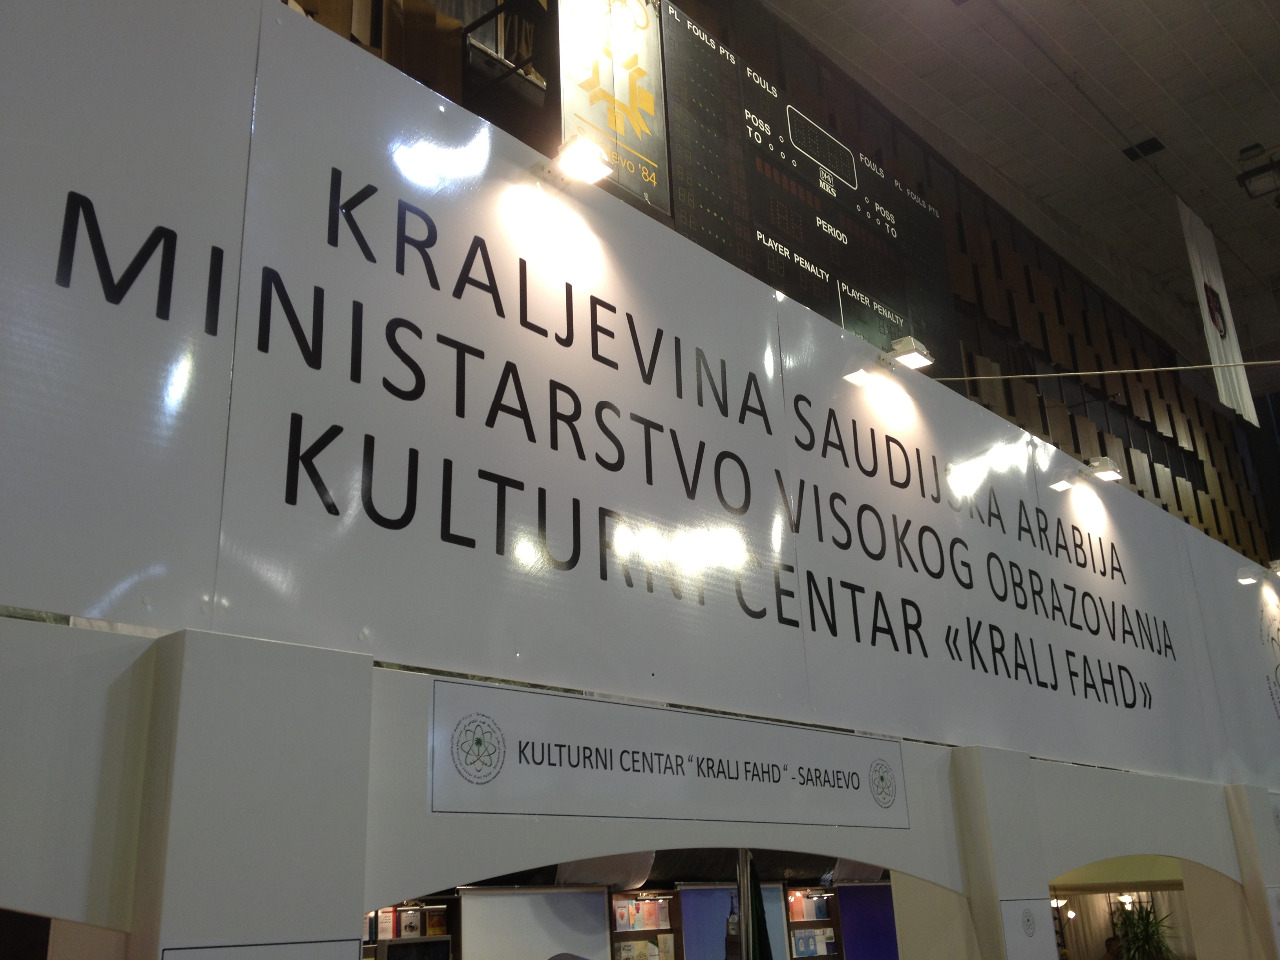 PL FOULS PTS
FOULS
POSS
TO
MKS
FOULS
PL FOULS PTS
POSS
TO
PERIOD
PLAYER PENALTY
PLAYER PENALTY
KRALJEVINA SAUDIJSKA ARABIJA
MINISTARSTVO VISOKOG OBRAZOVANJA
KULTURNI CENTAR «KRALJ FAHD»
KULTURNI CENTAR “KRALJ FAHD“ - SARAJEVO